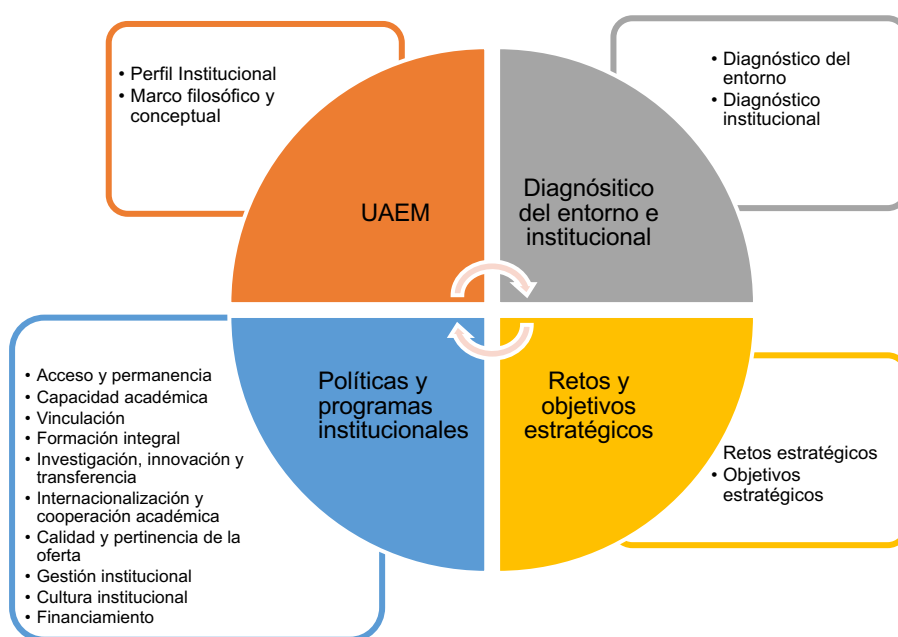 • Perfil Institucional
• Marco filosófico y
conceptual
• Diagnóstico del
entorno
• Diagnóstico
institucional
UAEM
Diagnósitico
del entorno e
institucional
Políticas y
programas
institucionales
Retos y
objetivos
estratégicos
• Acceso y permanencia
• Capacidad académica
• Vinculación
• Formación integral
• Investigación, innovación y
transferencia
• Internacionalización y
cooperación académica
• Calidad y pertinencia de la
oferta
• Gestión institucional
• Cultura institucional
• Financiamiento
Retos estratégicos
• Objetivos
estratégicos